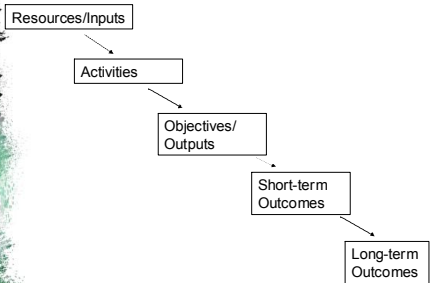 Resources/Inputs
Activities
Objectives/
Outputs
Short-term
Outcomes
Long-term
Outcomes